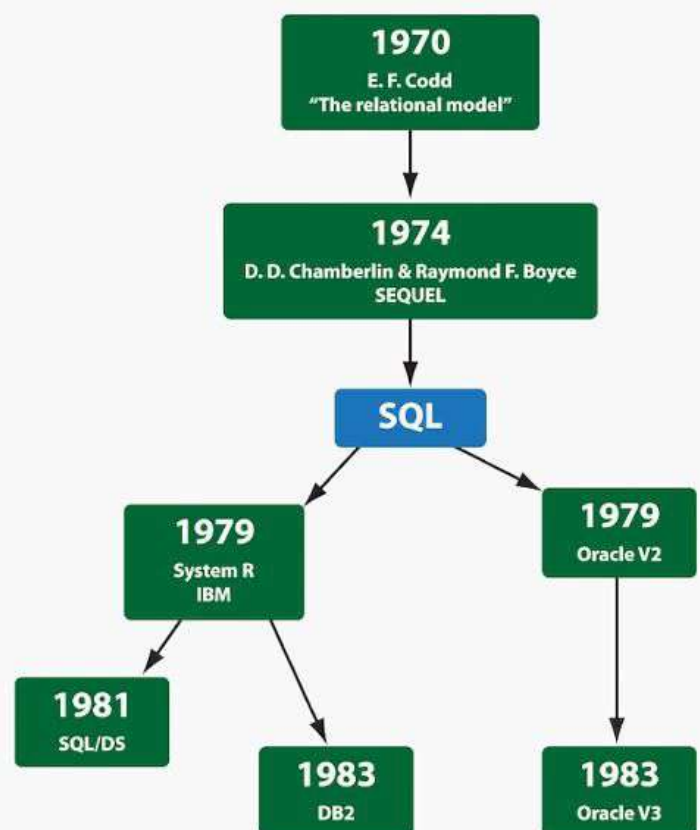 1970
E. F. Codd
“The relational model”
1974
D. D. Chamberlin & Raymond F. Boyce
SEQUEL
SQL
1979
System R
IBM
1979
Oracle V2
1981
SQL/DS
1983
DB2
1983
Oracle V3